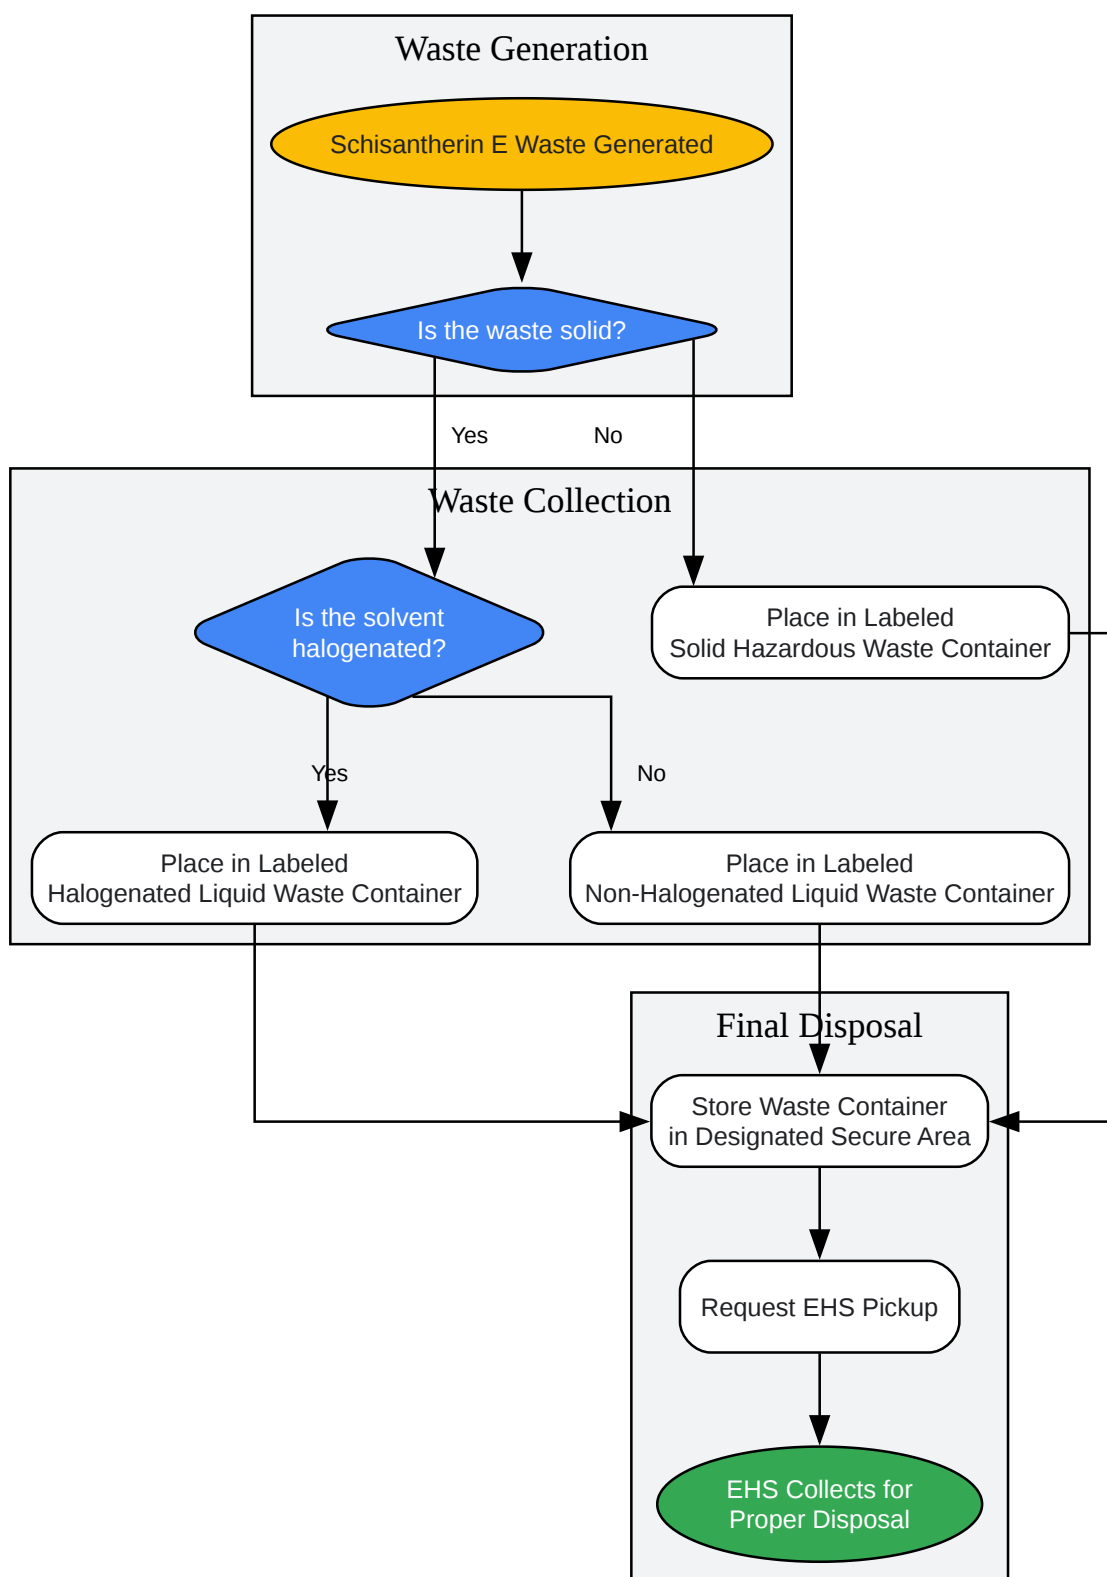 Waste Generation
Schisantherin E Waste Generated
Is the waste solid?
Yes
No
Waste Collection
Is the solvent
halogenated?
Place in Labeled
Solid Hazardous Waste Container
Yes
No
Place in Labeled
Halogenated Liquid Waste Container
Place in Labeled
Non-Halogenated Liquid Waste Container
Final Disposal
Store Waste Container
in Designated Secure Area
Request EHS Pickup
EHS Collects for
Proper Disposal